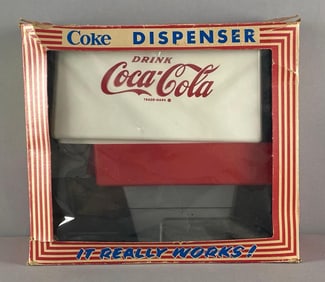 Coke DISPENSER
DRINK
Coca-Cola
TRADE-MARK ®
IT REALLY WORKS!